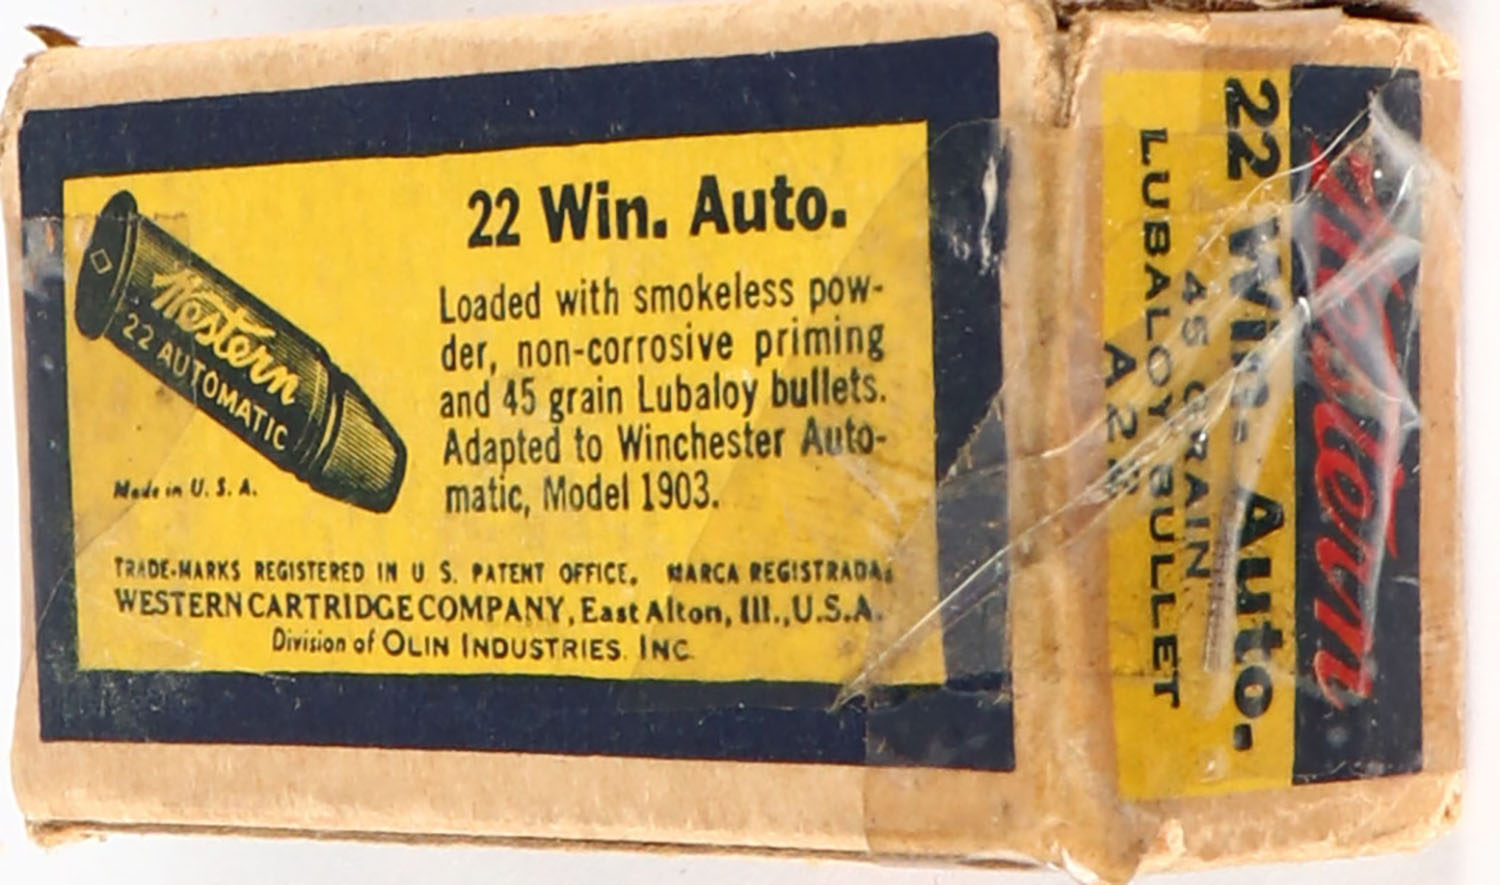 Western
22 AUTOMATIC
Made in U. S. A.
22 Win. Auto.
Loaded with smokeless pow-
der, non-corrosive priming
and 45 grain Lubaloy bullets.
Adapted to Winchester Auto-
matic, Model 1903.
TRADE-MARKS REGISTERED IN U S. PATENT OFFICE. MARCA REGISTRADA.
WESTERN CARTRIDGE COMPANY, East Alton, Ill., U.S.A.
Division of OLIN INDUSTRIES. INC.
Western
22 Win. Auto.
45 GRAIN
LUBALOY BULLET